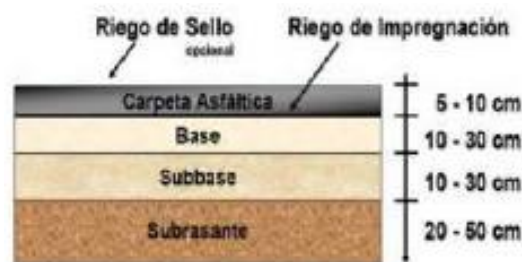 Riego de Sello
opcional
Riego de Impregnación
Carpeta Asfáltica
5 - 10 cm
Base
10 - 30 cm
Subbase
10 - 30 cm
Subrasante
20 - 50 cm